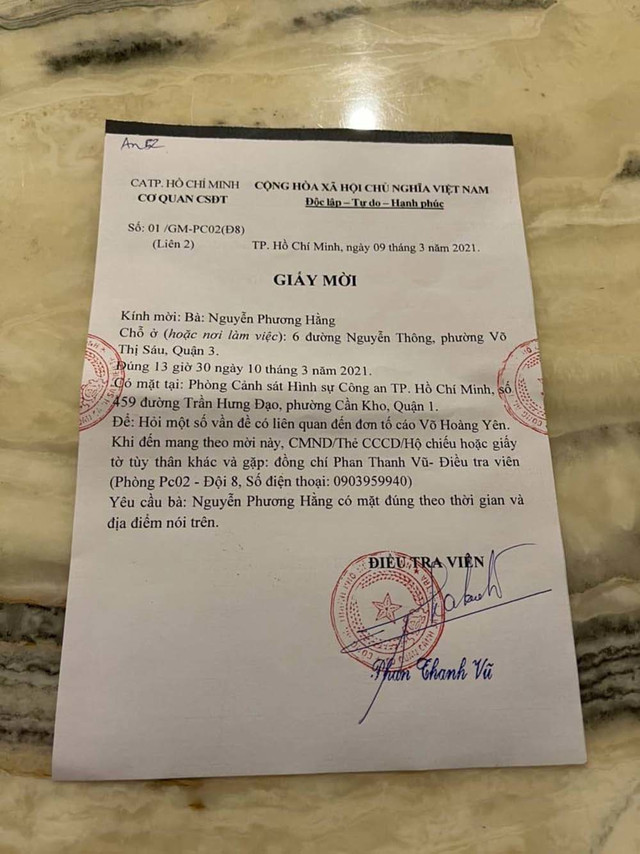 CATP. HỒ CHÍ MINH
CƠ QUAN CSĐT
CỘNG HÒA XÃ HỘI CHỦ NGHĨA VIỆT NAM
Độc lập – Tự do – Hạnh phúc
Số: 01 /GM-PC02(Đ8)
(Liên 2)
TP. Hồ Chí Minh, ngày 09 tháng 3 năm 2021.
GIẤY MỜI
Kính mời: Bà: Nguyễn Phương Hằng
Chỗ ở (hoặc nơi làm việc): 6 đường Nguyễn Thông, phường Võ
Thị Sáu, Quận 3.
Đúng 13 giờ 30 ngày 10 tháng 3 năm 2021.
Có mặt tại: Phòng Cảnh sát Hình sự Công an TP. Hồ Chí Minh, số
459 đường Trần Hưng Đạo, phường Cần Kho, Quận 1.
Để: Hỏi một số vấn đề có liên quan đến đơn tố cáo Võ Hoàng Yên.
Khi đến mang theo mời này, CMND/Thẻ CCCD/Hộ chiếu hoặc giấy
tờ tùy thân khác và gặp: đồng chí Phan Thanh Vũ- Điều tra viên
(Phòng Pc02 - Đội 8, Số điện thoại: 0903959940)
Yêu cầu bà: Nguyễn Phương Hằng có mặt đúng theo thời gian và
địa điểm nói trên.
ĐIỀU TRA VIÊN
Phan Thanh Vũ